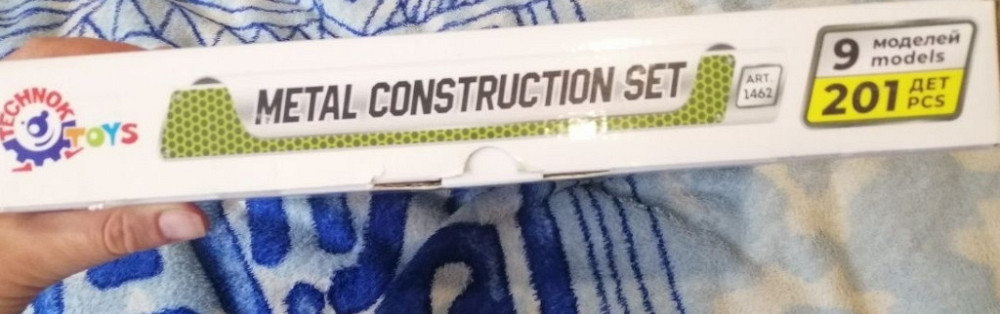 TECHNOK
TOYS
METAL CONSTRUCTION SET
ART.
1462
9 моделей
models
201 ДЕТ
PCS